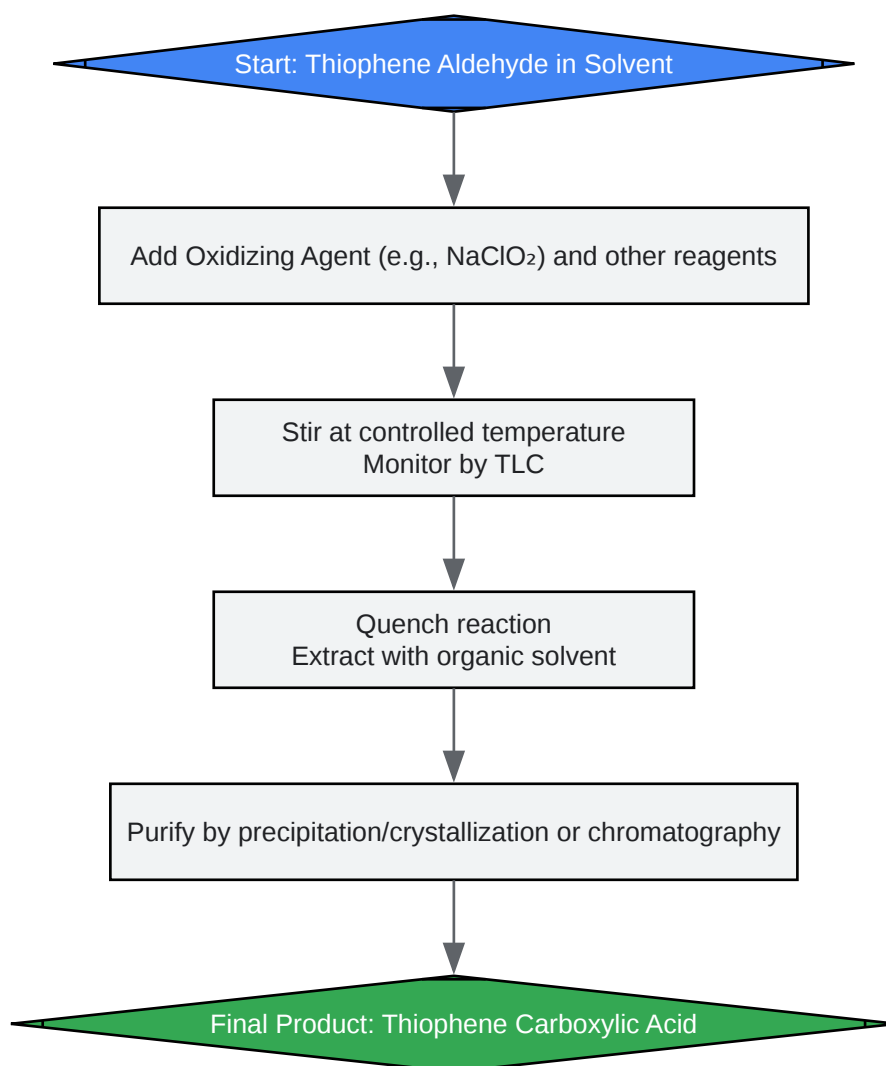 Start: Thiophene Aldehyde in Solvent
Add Oxidizing Agent (e.g., NaClO₂) and other reagents
Stir at controlled temperature
Monitor by TLC
Quench reaction
Extract with organic solvent
Purify by precipitation/crystallization or chromatography
Final Product: Thiophene Carboxylic Acid